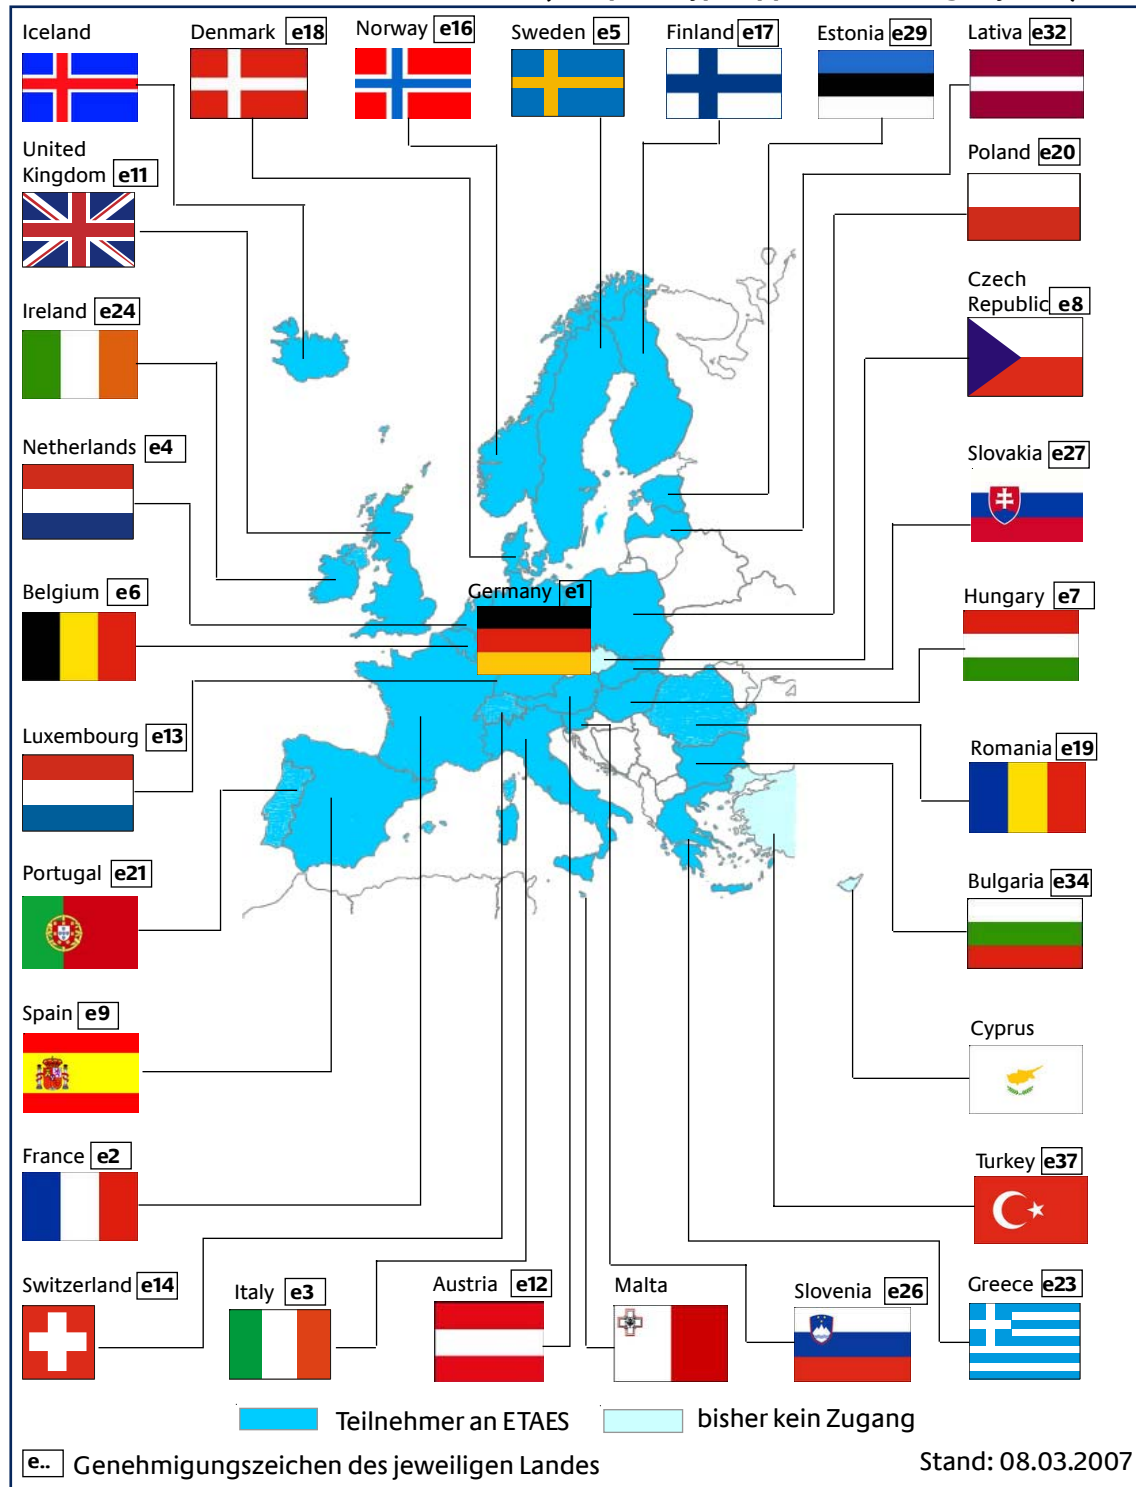 Iceland
Denmark e18
Norway e16
Sweden e5
Finland e17
Estonia e29
Lativa e32
United
Kingdom e11
Poland e20
Czech
Republic e8
Ireland e24
Netherlands e4
Slovakia e27
Belgium e6
Germany e1
Hungary e7
Luxembourg e13
Romania e19
Portugal e21
Bulgaria e34
Spain e9
Cyprus
France e2
Turkey e37
Switzerland e14
Italy e3
Austria e12
Malta
Slovenia e26
Greece e23
Teilnehmer an ETAES
bisher kein Zugang
e.. Genehmigungszeichen des jeweiligen Landes
Stand: 08.03.2007